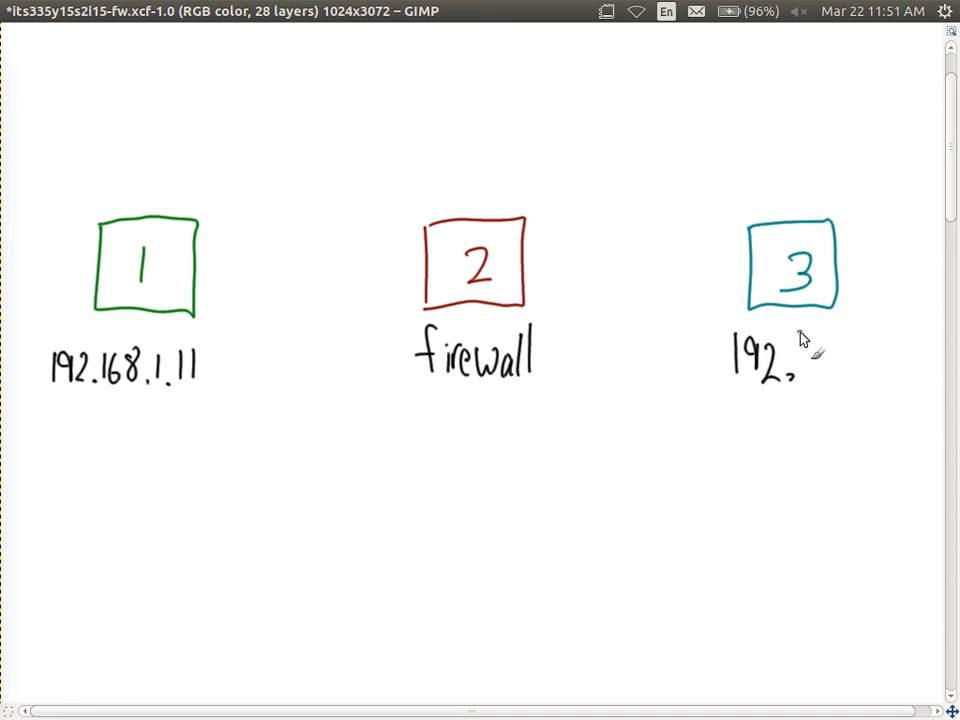 *its335y15s2i15-fw.xcf-1.0 (RGB color, 28 layers) 1024x3072 – GIMP En (96%) Mar 22 11:51 AM
1 2 3
192.168.1.11 firewall 192.